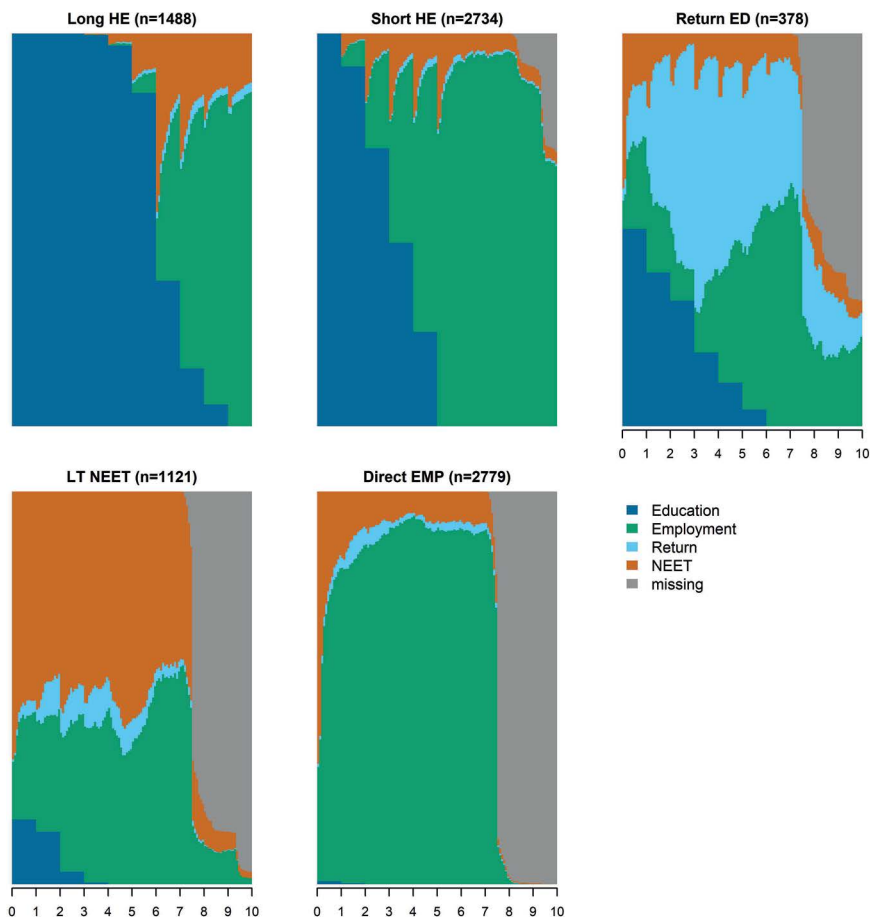 Long HE (n=1488)
Short HE (n=2734)
Return ED (n=378)
0 1 2 3 4 5 6 7 8 9 10
LT NEET (n=1121)
Direct EMP (n=2779)
Education
Employment
Return
NEET
missing
0 1 2 3 4 5 6 7 8 9 10
0 1 2 3 4 5 6 7 8 9 10